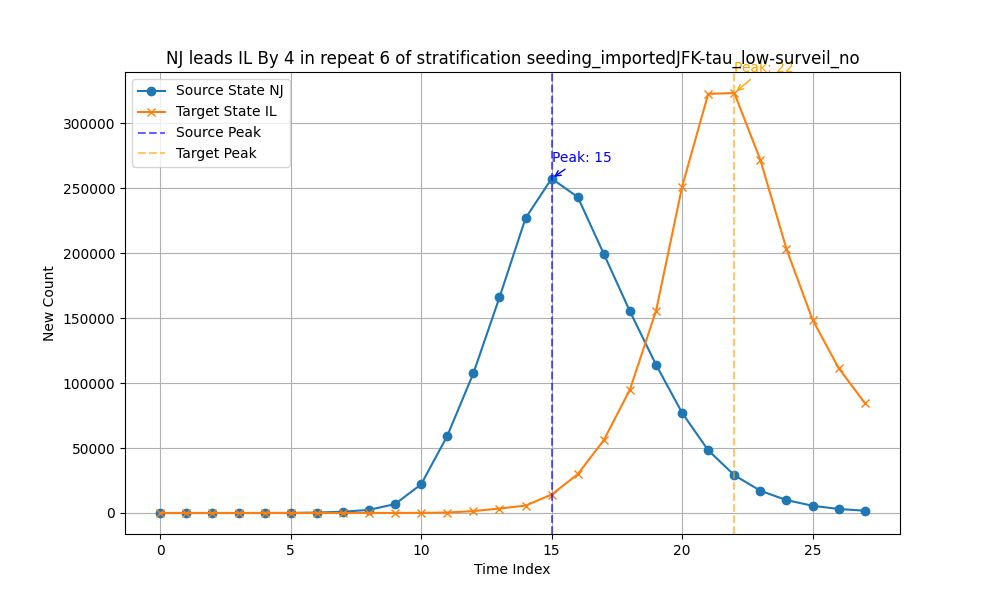 NJ leads IL By 4 in repeat 6 of stratification seeding_importedJFK-tau_low-surveil_no
Peak: 22
Source State NJ
Target State IL
Source Peak
Target Peak
Peak: 15
300000
250000
200000
150000
100000
50000
0
New Count
0 5 10 15 20 25
Time Index